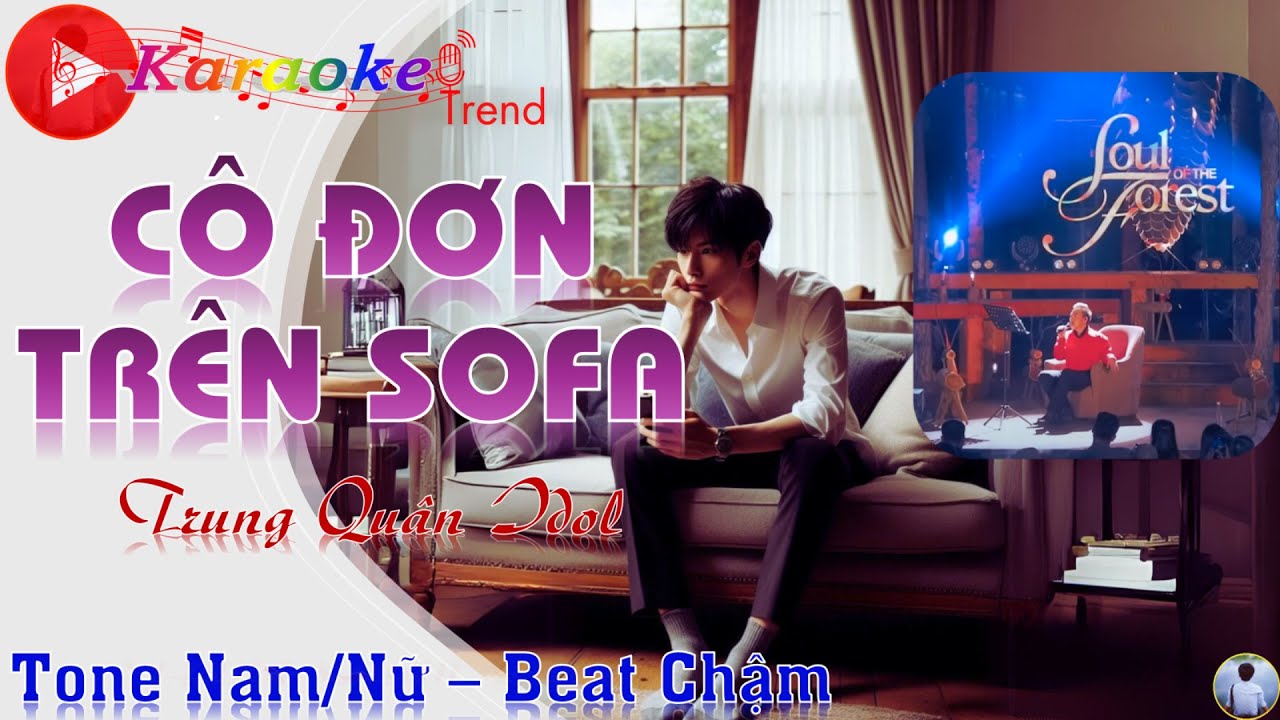 Karaoke
Trend
CÔ ĐƠN
TRÊN SOFA
Trung Quân Idol
Tone Nam/Nữ – Beat Chậm
Soul
OF THE
Forest